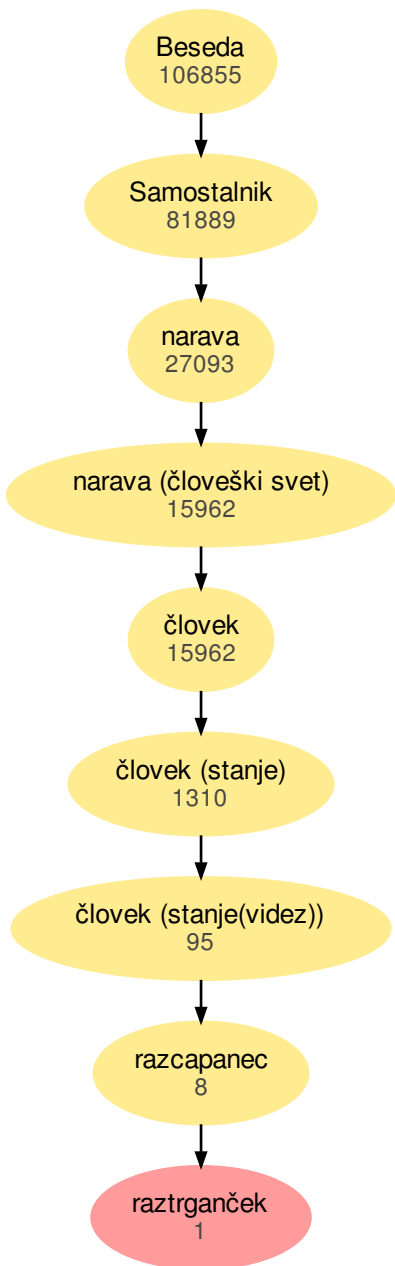 Beseda
106855
Samostalnik
81889
narava
27093
narava (človeški svet)
15962
človek
15962
človek (stanje)
1310
človek (stanje(videz))
95
razcapanec
8
raztrganček
1